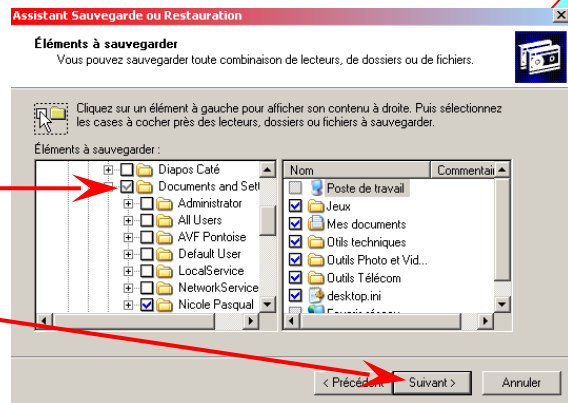 Assistant Sauvegarde ou Restauration
Éléments à sauvegarder
Vous pouvez sauvegarder toute combinaison de lecteurs, de dossiers ou de fichiers.
Cliquez sur un élément à gauche pour afficher son contenu à droite. Puis sélectionnez
les cases à cocher près des lecteurs, dossiers ou fichiers à sauvegarder.
Éléments à sauvegarder :
Diapos Caté
Documents and Sett
Administrator
All Users
AVF Pontoise
Default User
LocalService
NetworkService
Nicole Pasqual
Nom
Commentai
Poste de travail
Jeux
Mes documents
Otils techniques
Outils Photo et Vid...
Outils Télécom
desktop.ini
Favoris réseau
< Précédent
Suivant >
Annuler